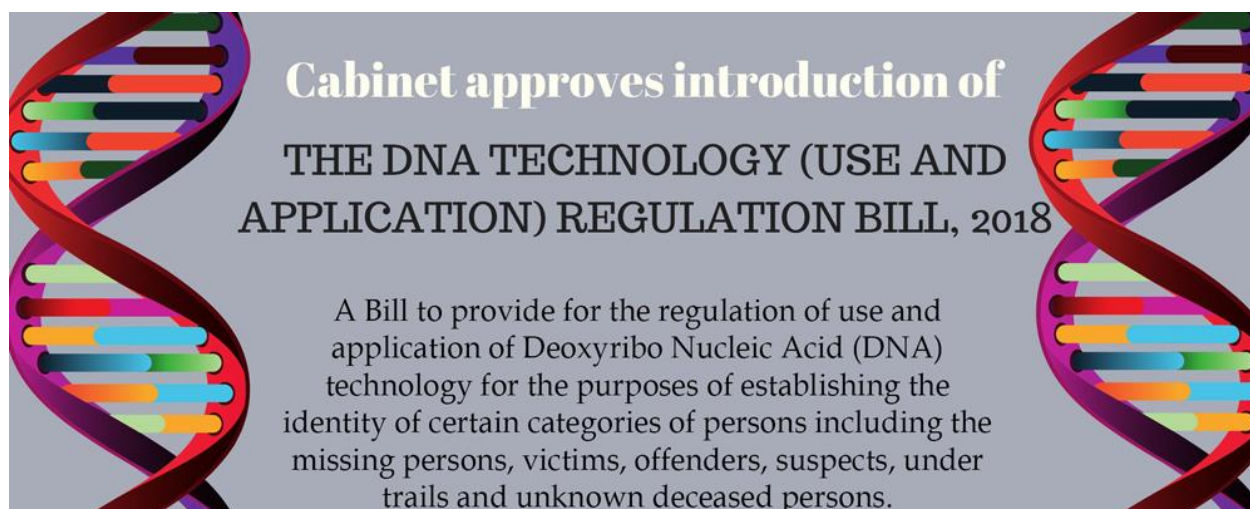 Cabinet approves introduction of
THE DNA TECHNOLOGY (USE AND
APPLICATION) REGULATION BILL, 2018
A Bill to provide for the regulation of use and
application of Deoxyribo Nucleic Acid (DNA)
technology for the purposes of establishing the
identity of certain categories of persons including the
missing persons, victims, offenders, suspects, under
trails and unknown deceased persons.